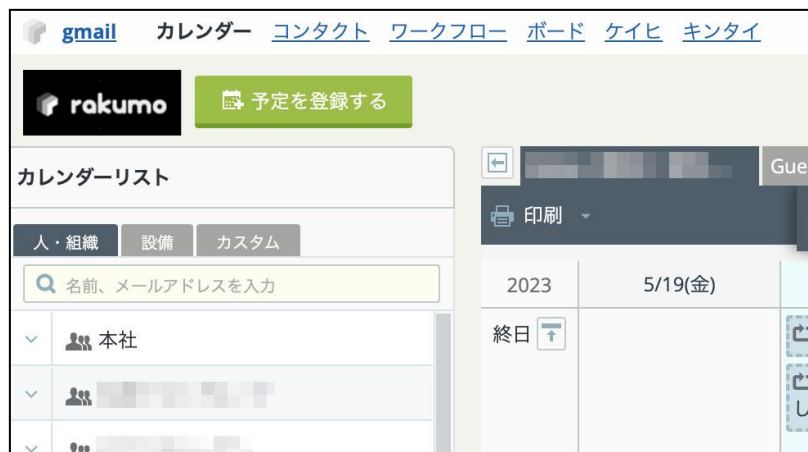 gmail カレンダー コンタクト ワークフロー ボード ケイヒ キンタイ
rakumo 予定を登録する
カレンダーリスト
Gue
印刷
人・組織 設備 カスタム
名前、メールアドレスを入力
2023 5/19(金)
本社
終日
し